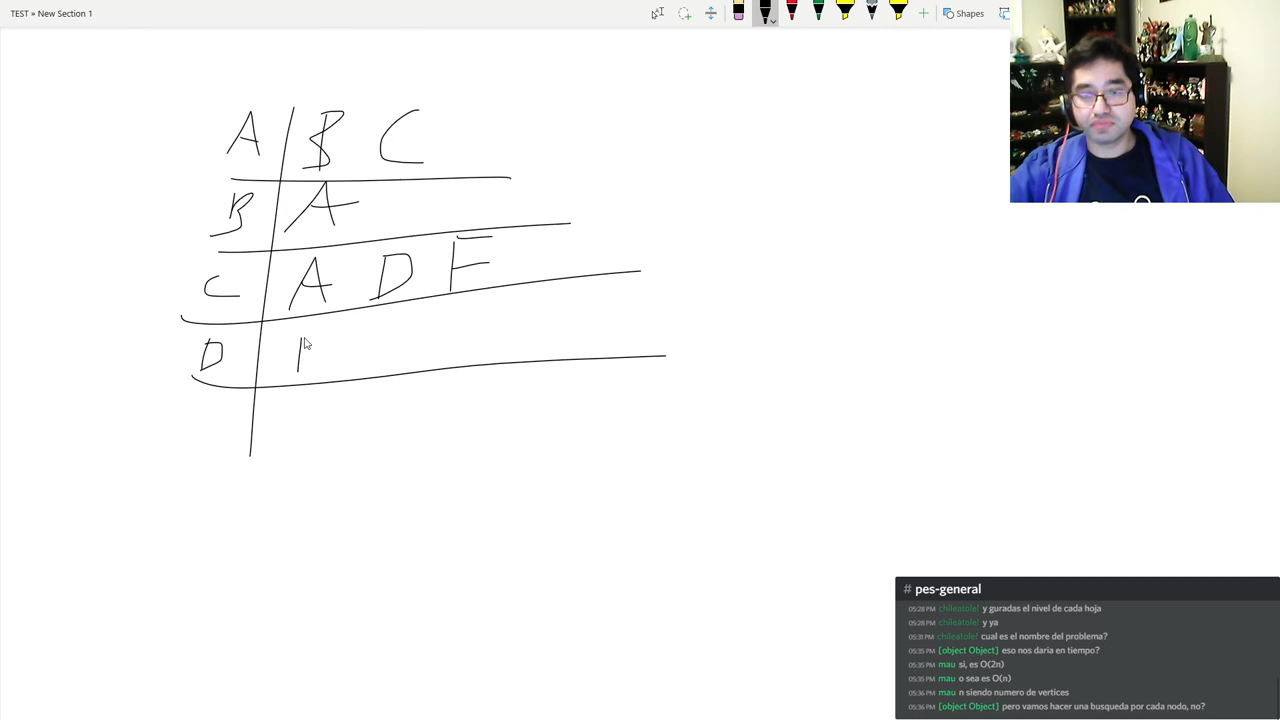 TEST » New Section 1
Shapes
A B C
B A
C A D F
D
# pes-general
05:28 PM chileatole! y guradas el nivel de cada hoja
05:28 PM chileatole! y ya
05:31 PM chileatole! cual es el nombre del problema?
05:35 PM [object Object] eso nos daria en tiempo?
05:35 PM mau si, es O(2n)
05:35 PM mau o sea es O(n)
05:36 PM mau n siendo numero de vertices
05:36 PM [object Object] pero vamos hacer una busqueda por cada nodo, no?